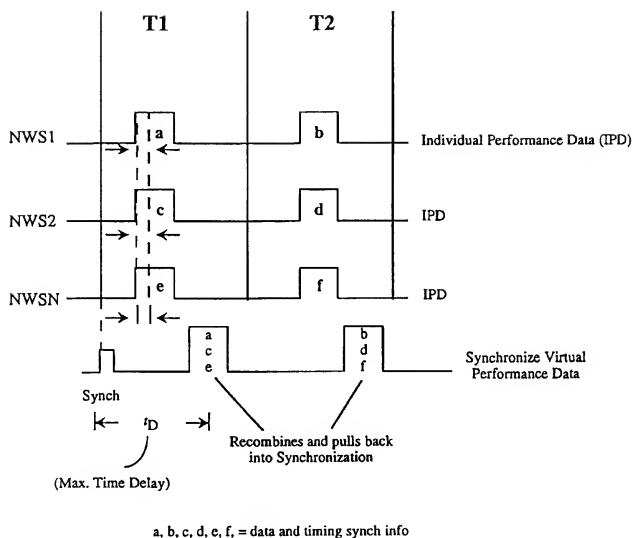 T1 T2
NWS1 a b Individual Performance Data (IPD)
NWS2 c d IPD
NWSN e f IPD
a b
c d
e f
Synchronize Virtual
Performance Data
Synch
tD
Recombines and pulls back
into Synchronization
(Max. Time Delay)
a, b, c, d, e, f, = data and timing synch info